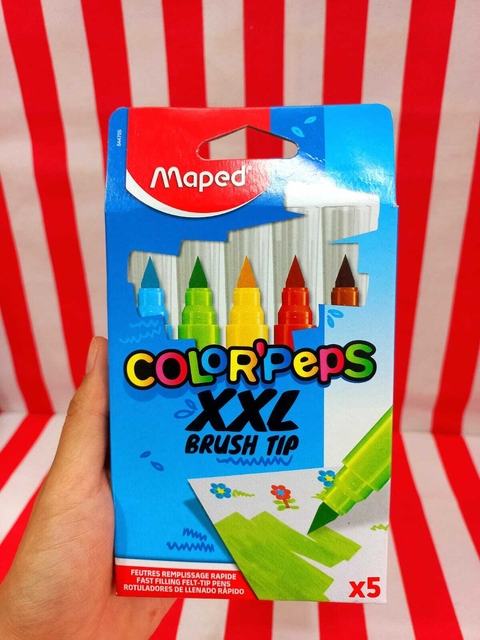 844705
Maped
COLOR'PEPS
XXL
BRUSH TIP
FEUTRES REMPLISSAGE RAPIDE
FAST FILLING FELT-TIP PENS
ROTULADORES DE LLENADO RÁPIDO
x5